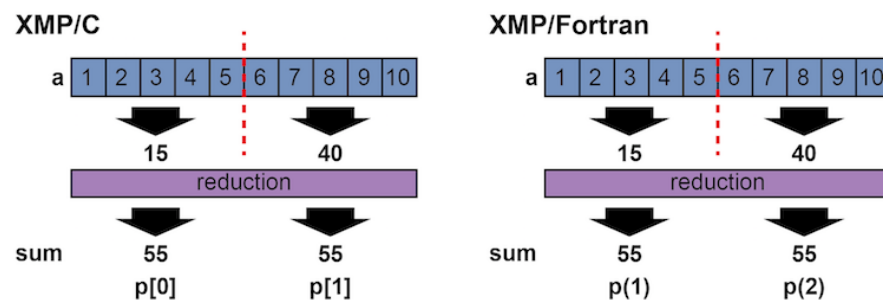 XMP/C
a 1 2 3 4 5 6 7 8 9 10
15 40
reduction
sum 55 55
p[0] p[1]
XMP/Fortran
a 1 2 3 4 5 6 7 8 9 10
15 40
reduction
sum 55 55
p(1) p(2)